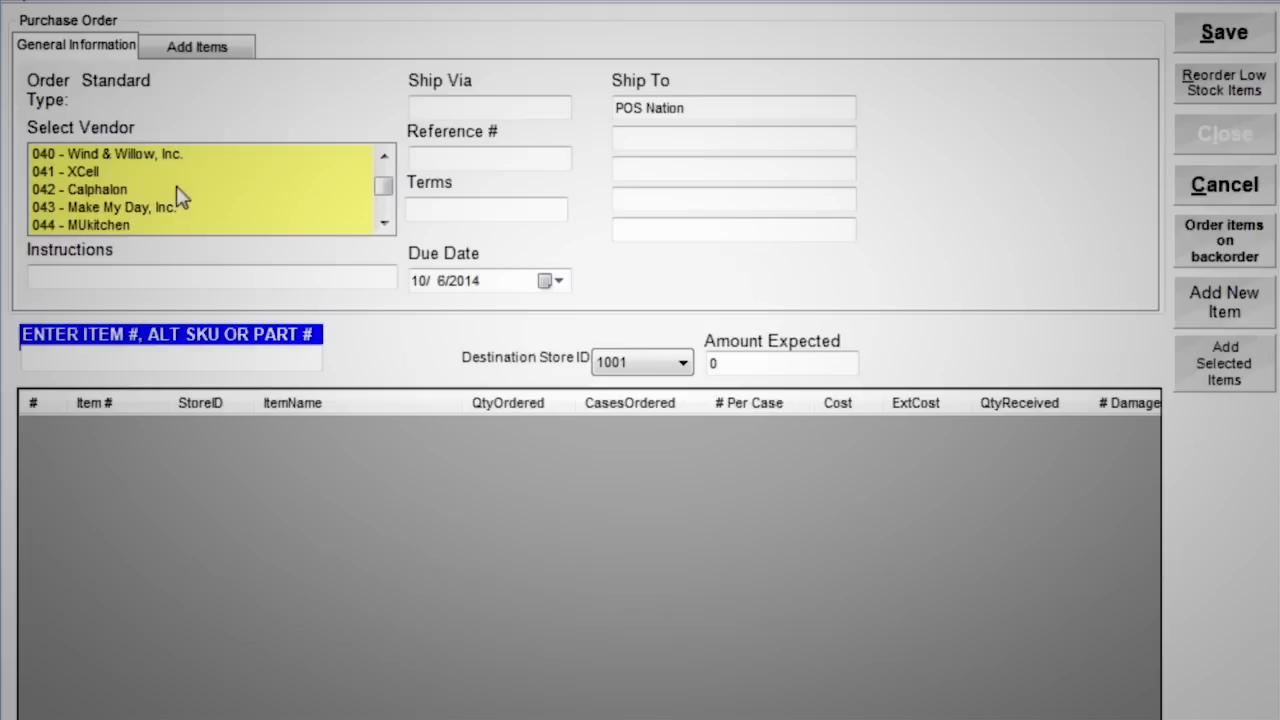 Purchase Order
General Information
Add Items
Order Type:
Standard
Select Vendor
040 - Wind & Willow, Inc.
041 - XCell
042 - Calphalon
043 - Make My Day, Inc.
044 - MUkitchen
Instructions
Ship Via
Reference #
Terms
Due Date
10/ 6/2014
Ship To
POS Nation
Save
Reorder Low
Stock Items
Close
Cancel
Order items
on
backorder
Add New
Item
Add
Selected
Items
ENTER ITEM #, ALT SKU OR PART #
Destination Store ID
1001
Amount Expected
0
# Item # StoreID ItemName QtyOrdered CasesOrdered # Per Case Cost ExtCost QtyReceived # Damage